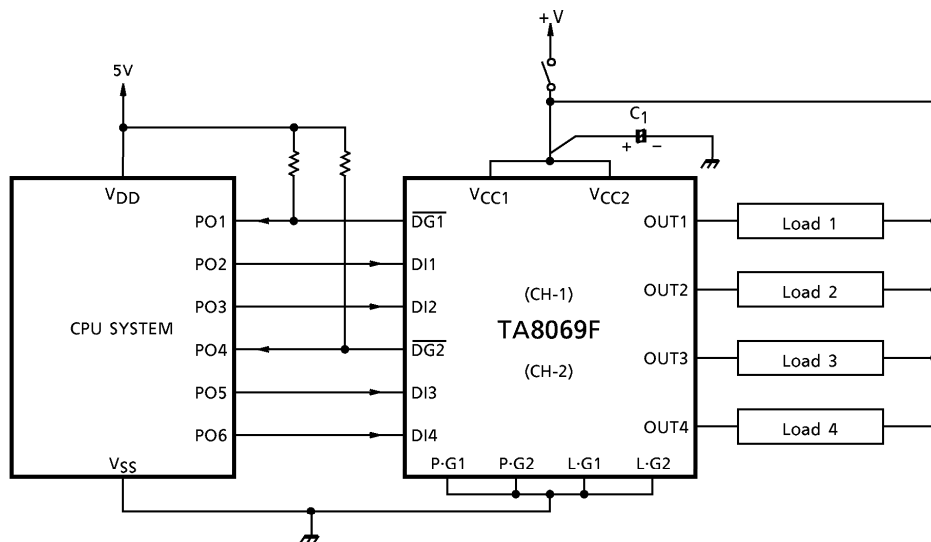 +V
5V
C1
+ −
VDD
VCC1 VCC2
PO1
DG1
OUT1
Load 1
PO2
DI1
PO3
DI2
(CH-1)
OUT2
Load 2
CPU SYSTEM
TA8069F
PO4
DG2
OUT3
Load 3
(CH-2)
PO5
DI3
PO6
DI4
OUT4
Load 4
VSS
P·G1 P·G2 L·G1 L·G2